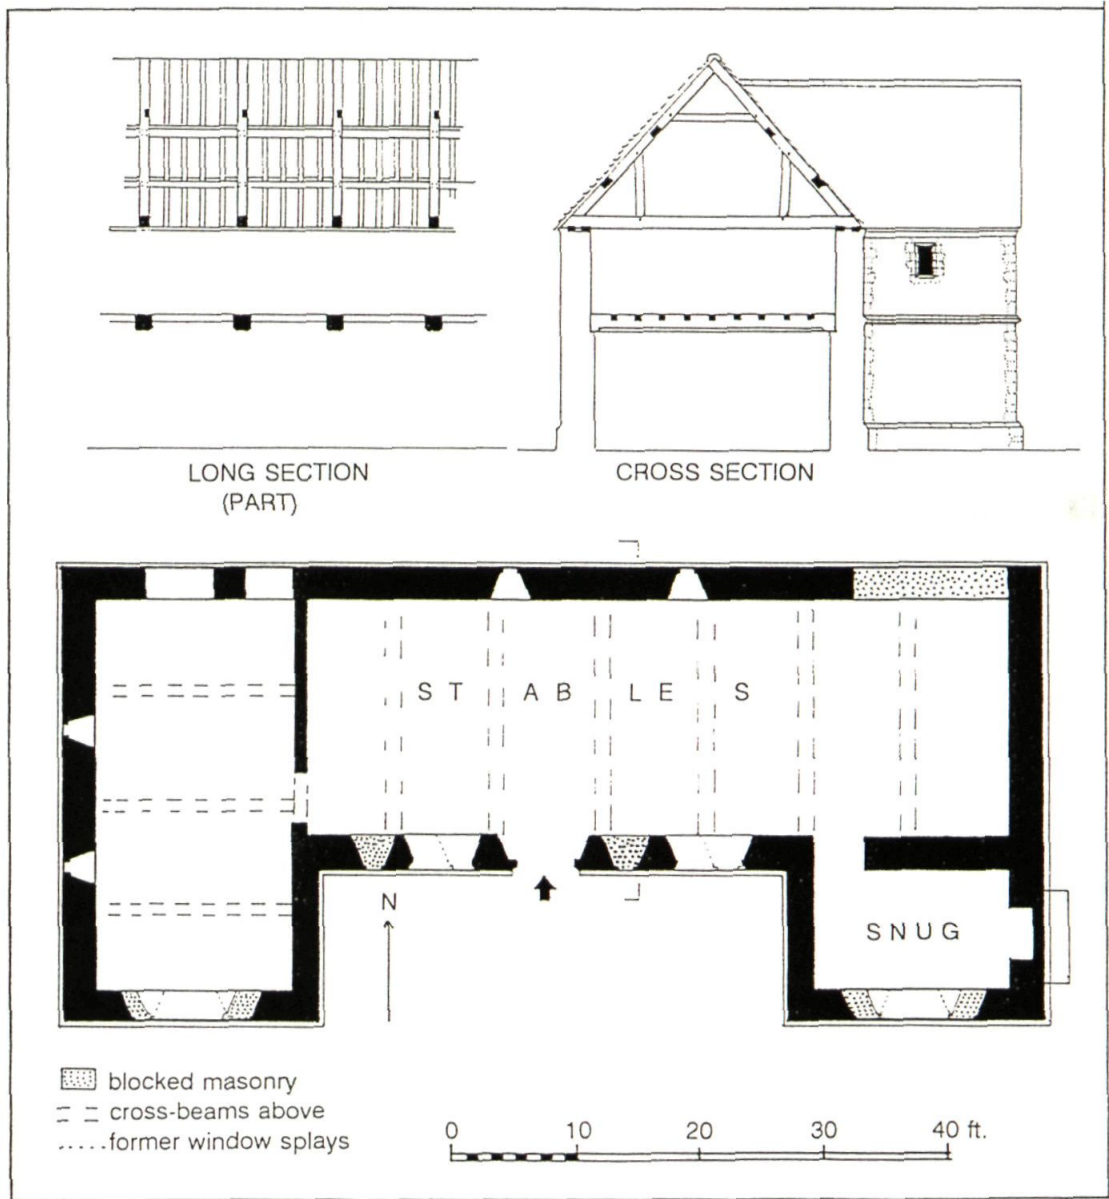 LONG SECTION
(PART)
CROSS SECTION
STABLES
N
SNUG
blocked masonry
cross-beams above
former window splays
0 10 20 30 40 ft.